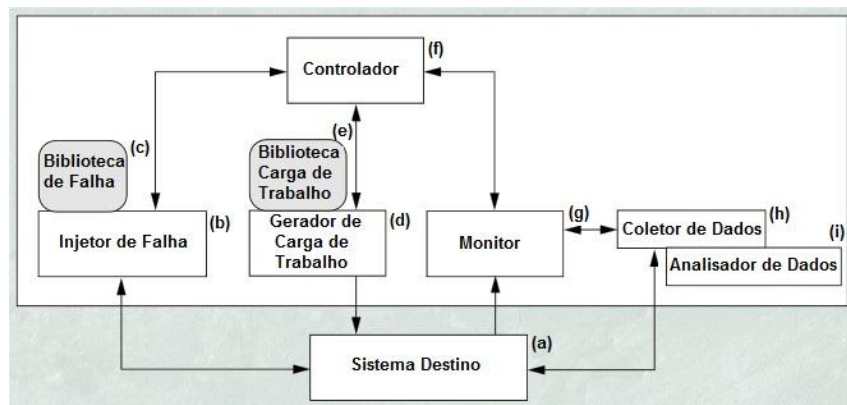 Controlador
(f)
Biblioteca
de Falha
(c)
(e)
Biblioteca
Carga de
Trabalho
Injetor de Falha
(b)
Gerador de
Carga de
Trabalho
(d)
Monitor
(g)
Coletor de Dados
(h)
Analisador de Dados
(i)
Sistema Destino
(a)